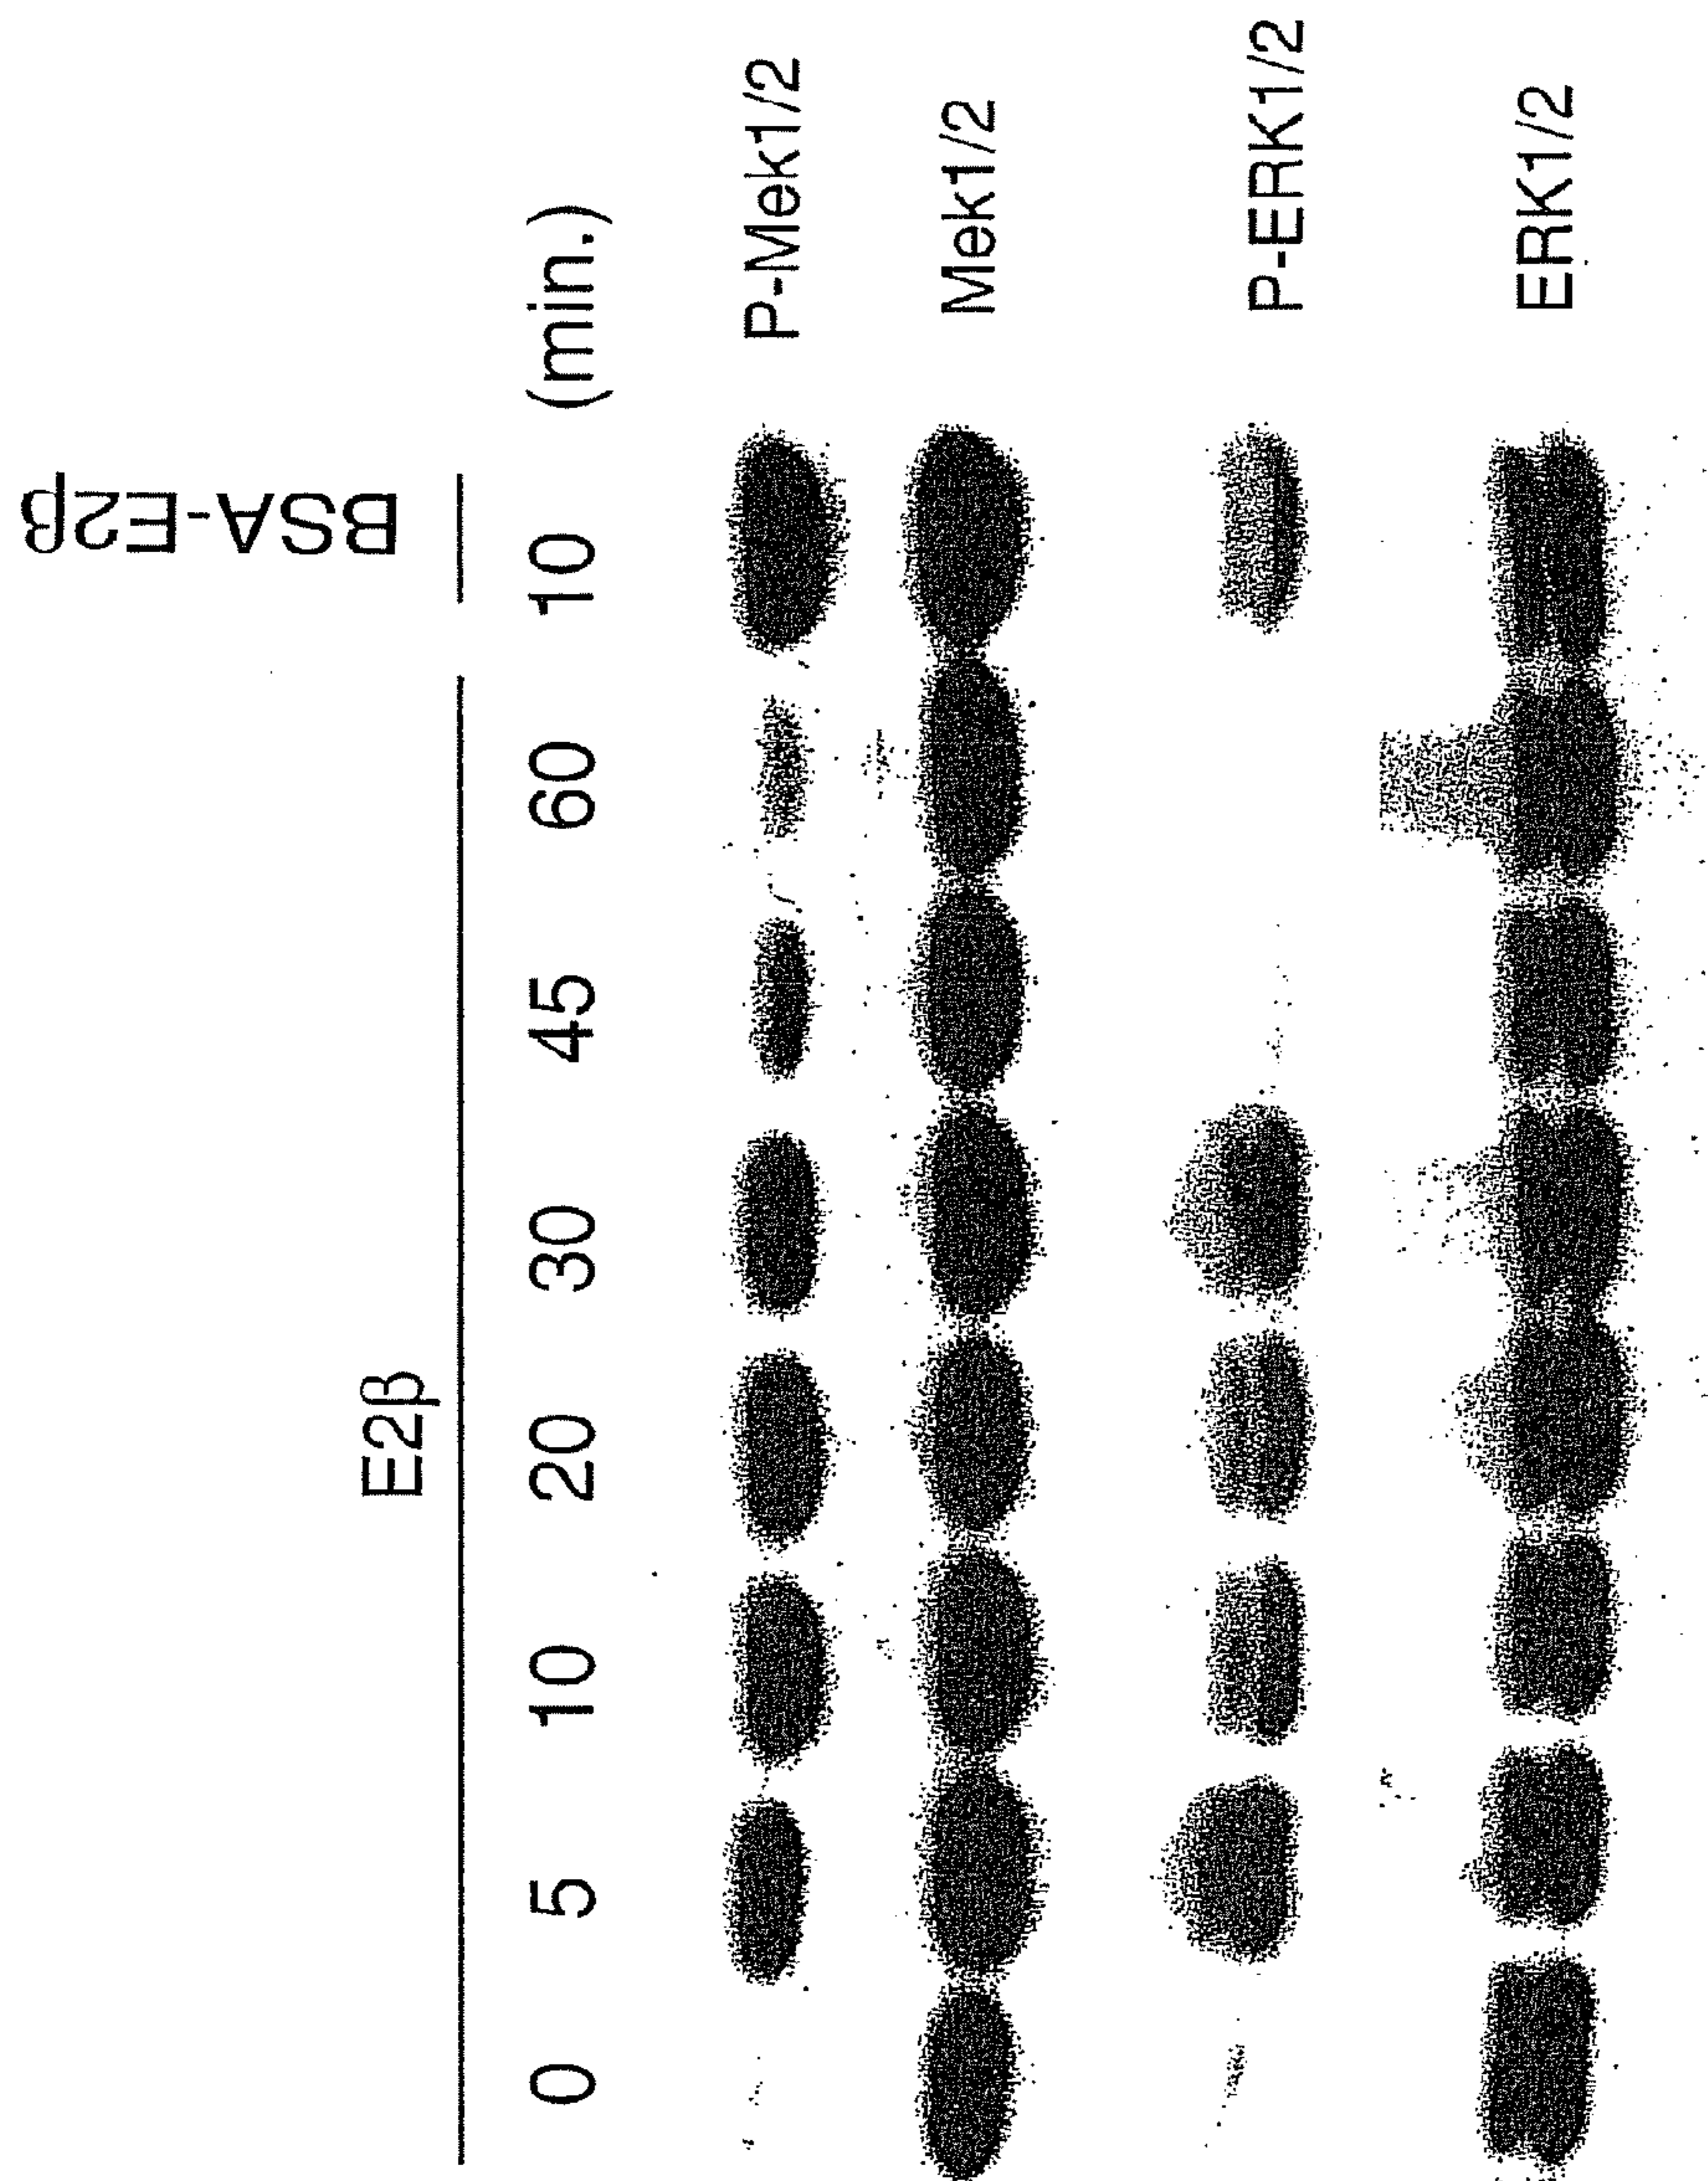 E2β BSA-E2β
0 5 10 20 30 45 60 10 (min.)
P-Mek1/2
Mek1/2
P-ERK1/2
ERK1/2